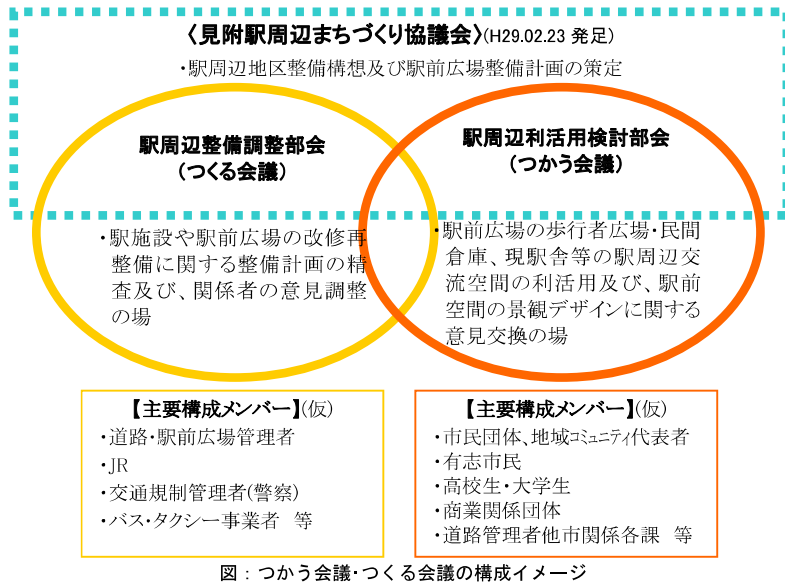 〈見附駅周辺まちづくり協議会〉(H29.02.23 発足)
・駅周辺地区整備構想及び駅前広場整備計画の策定
駅周辺整備調整部会
(つくる会議)
・駅施設や駅前広場の改修再
整備に関する整備計画の精
査及び、関係者の意見調整
の場
駅周辺利活用検討部会
(つかう会議)
・駅前広場の歩行者広場・民間
倉庫、現駅舎等の駅周辺交
流空間の利活用及び、駅前
空間の景観デザインに関する
意見交換の場
【主要構成メンバー】(仮)
・道路・駅前広場管理者
・JR
・交通規制管理者(警察)
・バス・タクシー事業者　等
【主要構成メンバー】(仮)
・市民団体、地域ｺﾐｭﾆﾃｨ代表者
・有志市民
・高校生・大学生
・商業関係団体
・道路管理者他市関係各課　等
図：つかう会議・つくる会議の構成イメージ